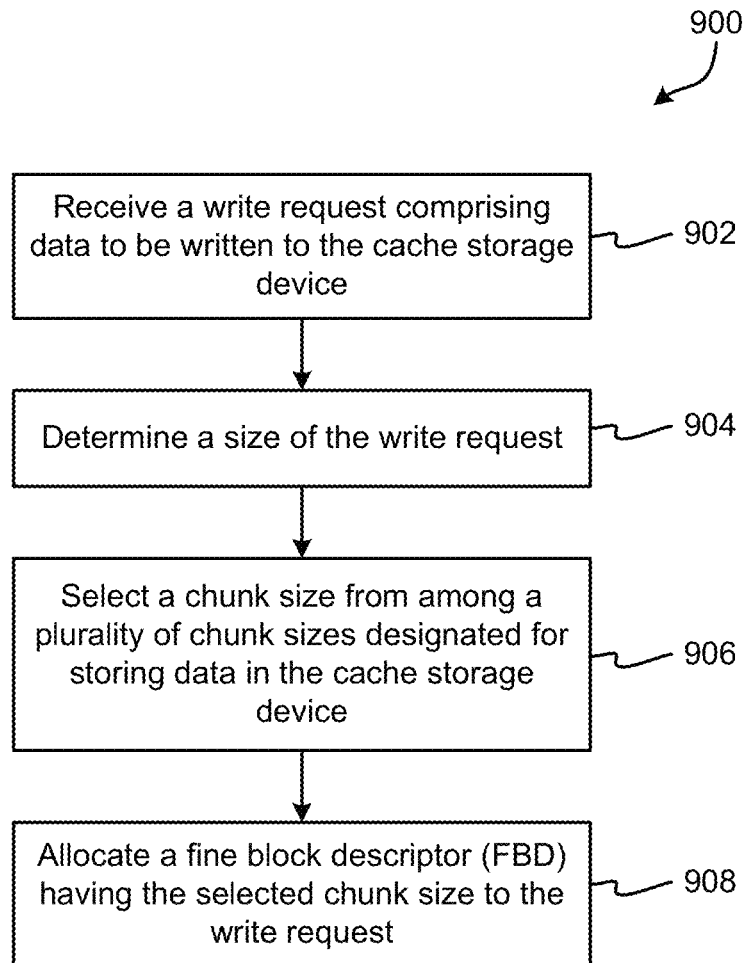 900
Receive a write request comprising
data to be written to the cache storage
device
902
Determine a size of the write request
904
Select a chunk size from among a
plurality of chunk sizes designated for
storing data in the cache storage
device
906
Allocate a fine block descriptor (FBD)
having the selected chunk size to the
write request
908